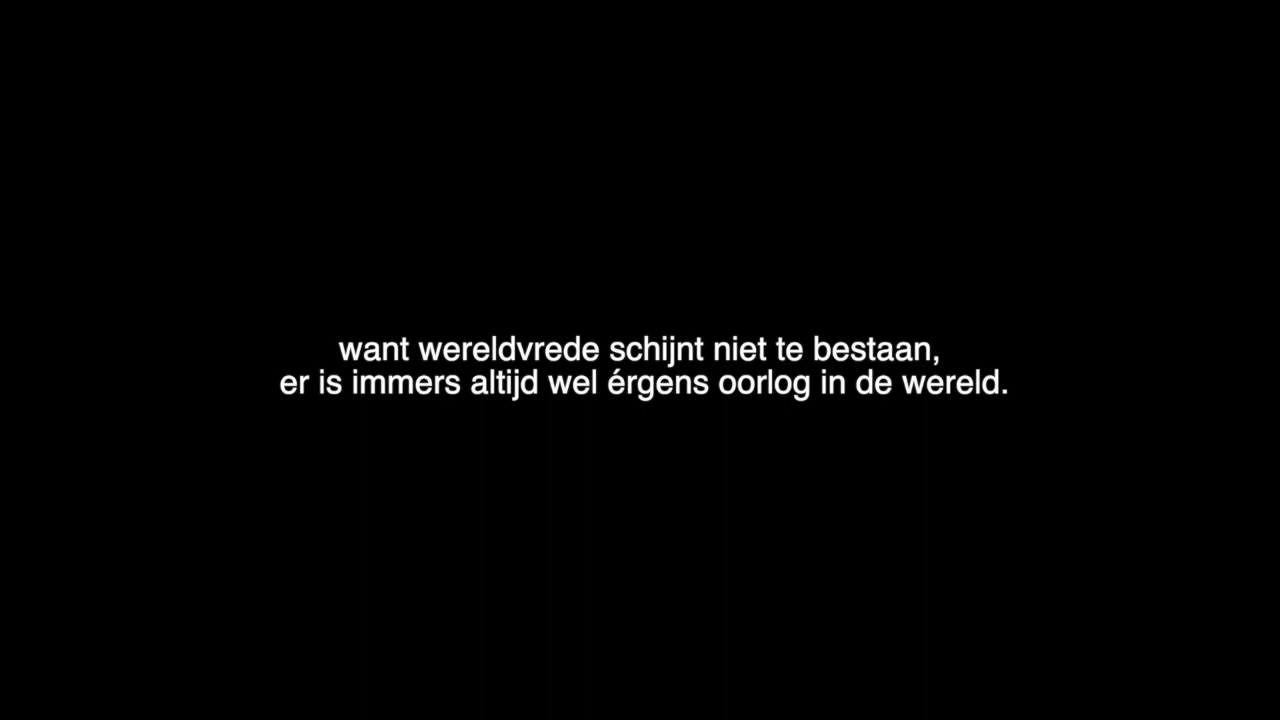 want wereldvrede schijnt niet te bestaan,
er is immers altijd wel érgens oorlog in de wereld.